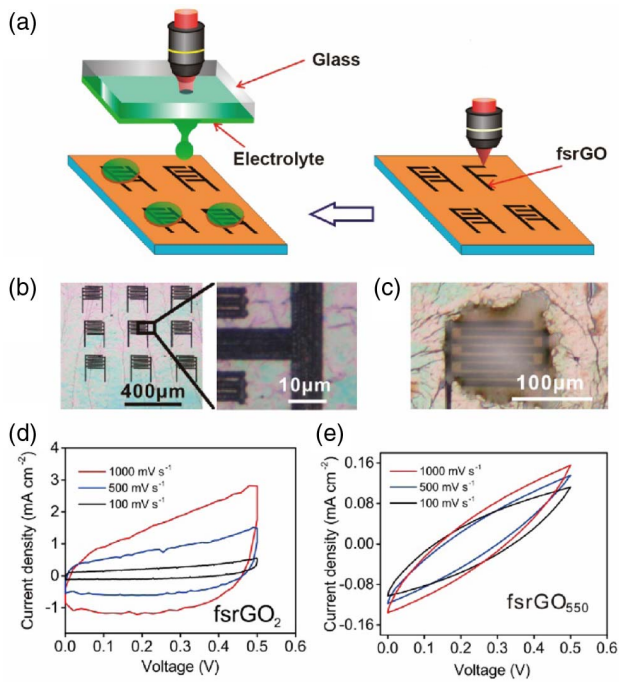 (a)
Glass
Electrolyte
fsrGO
(b)
400μm
10μm
(c)
100μm
(d)
Current density (mA cm⁻²)
4
3
2
1
0
-1
1000 mV s⁻¹
500 mV s⁻¹
100 mV s⁻¹
fsrGO₂
0.0 0.1 0.2 0.3 0.4 0.5 0.6
Voltage (V)
(e)
Current density (mA cm⁻²)
0.16
0.08
0.00
-0.08
-0.16
1000 mV s⁻¹
500 mV s⁻¹
100 mV s⁻¹
fsrGO₅₅₀
0.0 0.1 0.2 0.3 0.4 0.5 0.6
Voltage (V)